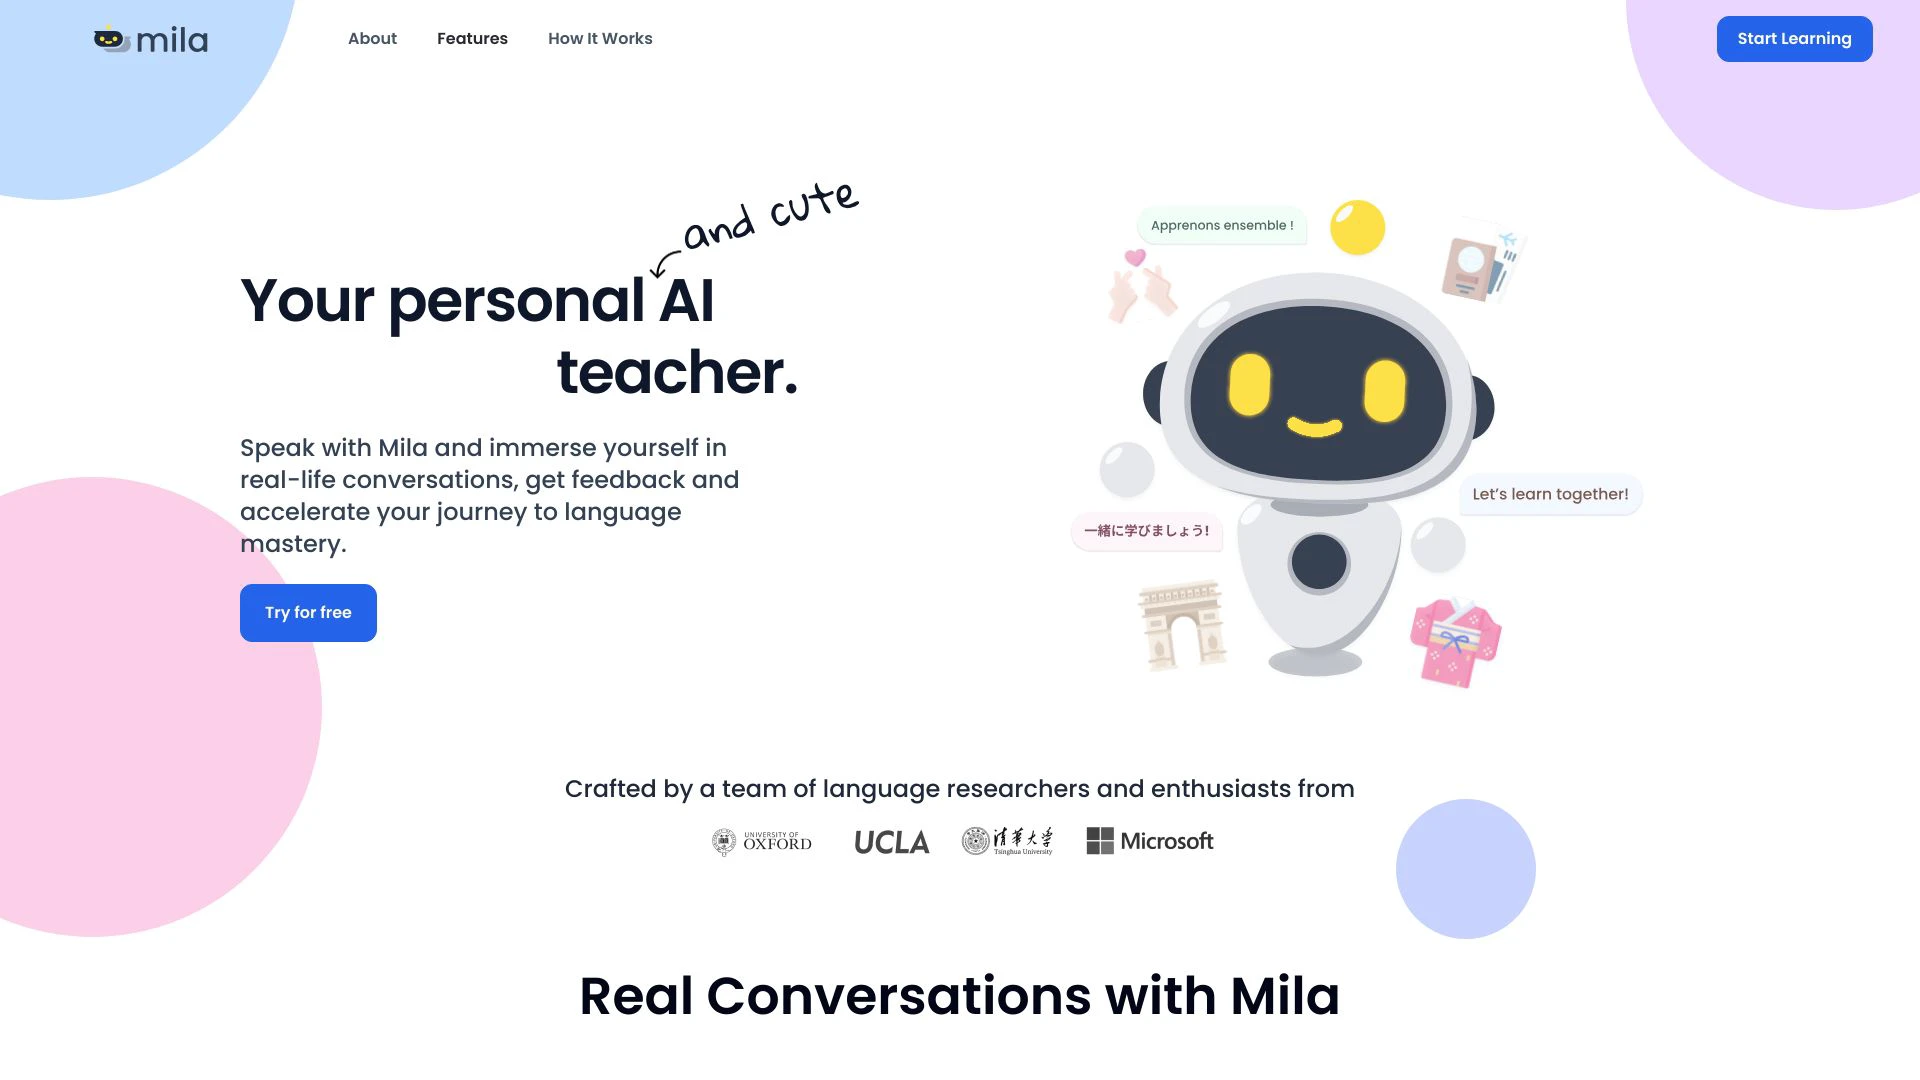 mila
About
Features
How It Works
Start Learning
and cute
Your personal AI
teacher.
Speak with Mila and immerse yourself in
real-life conversations, get feedback and
accelerate your journey to language
mastery.
Try for free
Apprenons ensemble !
Let's learn together!
一緒に学びましょう!
Crafted by a team of language researchers and enthusiasts from
UNIVERSITY OF
OXFORD
UCLA
清华大学
Tsinghua University
Microsoft
Real Conversations with Mila